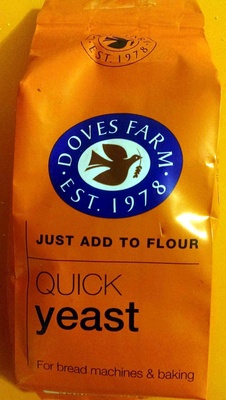 EST. 1978
DOVES FARM
· EST. 1978 ·
JUST ADD TO FLOUR
QUICK
yeast
For bread machines & baking